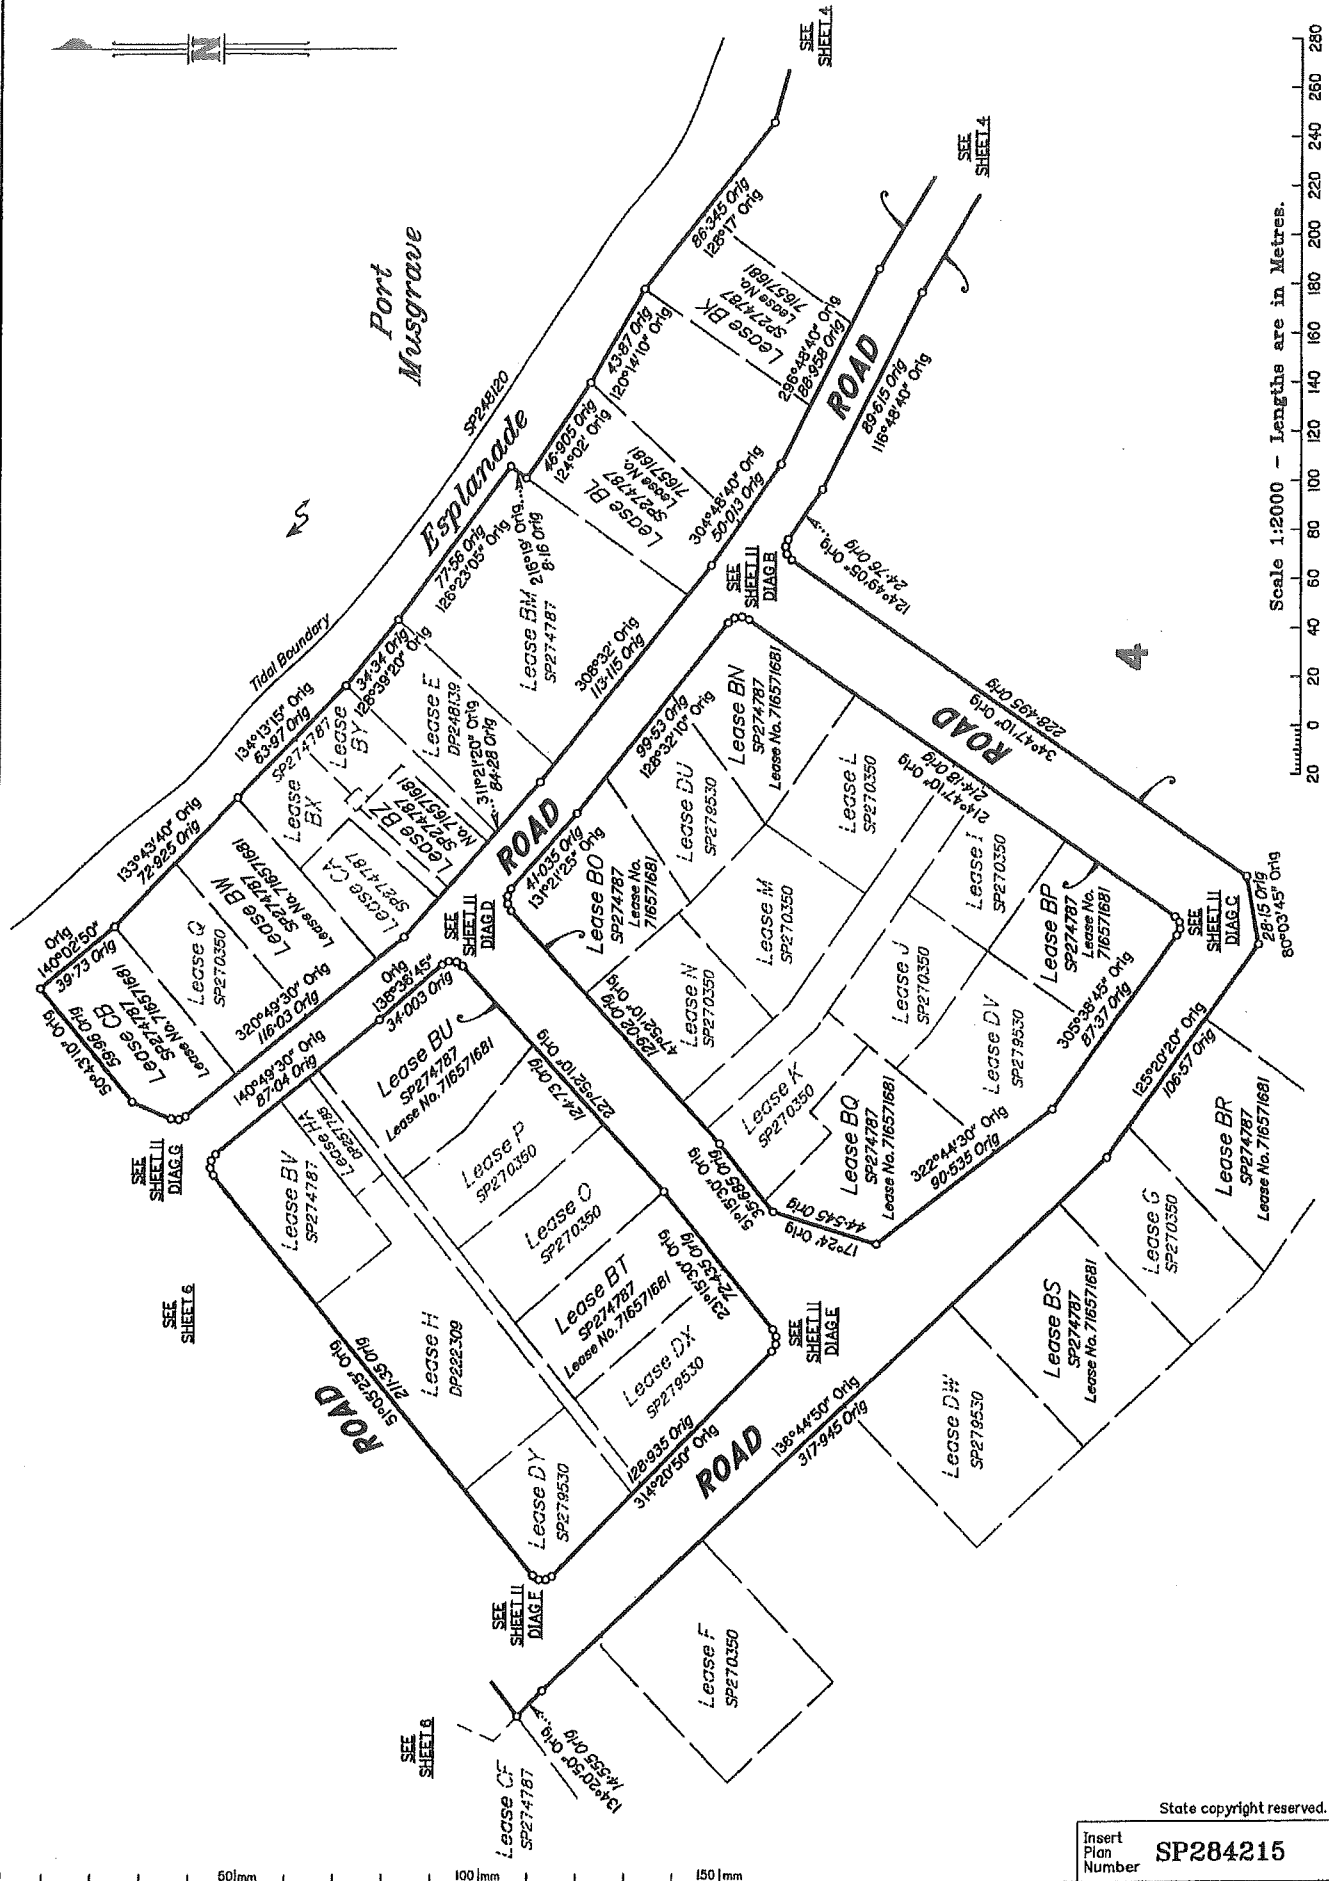 N
SEE
SHEET 4
Port
Musgrave
SP248120
Esplanade
Tidal Boundary
86·345 Orig
128°17' Orig
43·87 Orig
120°14'10" Orig
46·905 Orig
124°02' Orig
77·56 Orig
126°23'05" Orig
216°19' Orig
8·16 Orig
34·34 Orig
128°39'20" Orig
134°13'15" Orig
63·97 Orig
133°43'40" Orig
72·925 Orig
Orig
140°02'50"
39·73 Orig
50°43'10" Orig
59·96 Orig
Lease CB
SP274787
Lease No.716571681
Lease Q
SP270350
Lease BW
SP274787
Lease No.716571681
Lease
BX
SP274787
Lease
BY
Lease CA
SP274787
Lease BZ
SP274787
Lease
No.716571681
Lease E
DP248139
Lease BM
SP274787
Lease BL
SP274787
Lease No.
716571681
Lease BK
SP274787
Lease No.
716571681
SEE
SHEET 4
296°48'40" Orig
88·958 Orig
ROAD
89·615 Orig
116°48'40" Orig
304°48'40" Orig
50·013 Orig
308°32' Orig
113·115 Orig
311°21'20" Orig
84·28 Orig
320°49'30" Orig
116·03 Orig
SEE
SHEET 11
DIAG B
124°49'05" Orig
24·76 Orig
ROAD
99·53 Orig
128°32'10" Orig
41·035 Orig
131°21'25" Orig
SEE
SHEET 11
DIAG D
Orig
138°36'45"
34·003 Orig
140°49'30" Orig
87·04 Orig
SEE
SHEET 11
DIAG G
Lease BN
SP274787
Lease No.716571681
Lease DU
SP279530
Lease BO
SP274787
Lease No.
716571681
Lease L
SP270350
Lease M
SP270350
Lease N
SP270350
Lease I
SP270350
Lease J
SP270350
Lease K
SP270350
Lease BP
SP274787
Lease No.
716571681
Lease DV
SP279530
Lease BQ
SP274787
Lease No.716571681
ROAD
228·495 Orig
34°47'10" Orig
214°47'10" Orig
214·18 Orig
4
129·02 Orig
47°52'10" Orig
227°52'10" Orig
124·73 Orig
51°15'30" Orig
35·685 Orig
17°24' Orig
44·545 Orig
322°44'30" Orig
90·535 Orig
305°36'45" Orig
87·37 Orig
SEE
SHEET 11
DIAG C
28·15 Orig
80°03'45" Orig
125°20'20" Orig
106·57 Orig
Lease BV
SP274787
Lease HA
Lease BU
SP274787
Lease No.716571681
Lease P
SP270350
Lease O
SP270350
Lease BT
SP274787
Lease No.716571681
Lease DX
SP279530
Lease H
DP222309
Lease DY
SP279530
231°15'30" Orig
72·435 Orig
SEE
SHEET 11
DIAG E
SEE
SHEET 6
ROAD
51°05'25" Orig
211·35 Orig
128·935 Orig
314°20'50" Orig
ROAD
136°44'50" Orig
317·945 Orig
SEE
SHEET 11
DIAG F
Lease BR
SP274787
Lease No.716571681
Lease G
SP270350
Lease BS
SP274787
Lease No.716571681
Lease DW
SP279530
Lease F
SP270350
134°20'50" Orig
14·555 Orig
SEE
SHEET 6
Lease CF
SP274787
Scale 1:2000 – Lengths are in Metres.
20 0 20 40 60 80 100 120 140 160 180 200 220 240 260 280
50|mm 100|mm 150|mm
State copyright reserved.
Insert
Plan
Number
SP284215